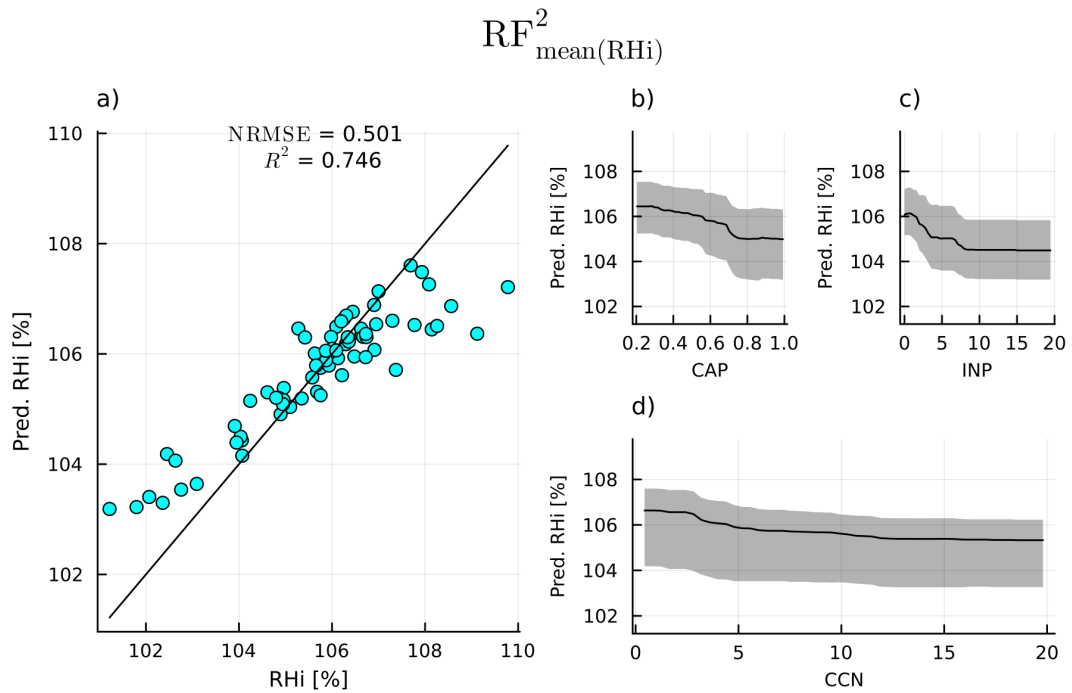 RF²mean(RHi)
a)
NRMSE = 0.501
R² = 0.746
110
108
106
104
102
Pred. RHi [%]
102 104 106 108 110
RHi [%]
b)
108
106
104
102
Pred. RHi [%]
0.2 0.4 0.6 0.8 1.0
CAP
c)
108
106
104
102
Pred. RHi [%]
0 5 10 15 20
INP
d)
108
106
104
102
Pred. RHi [%]
0 5 10 15 20
CCN